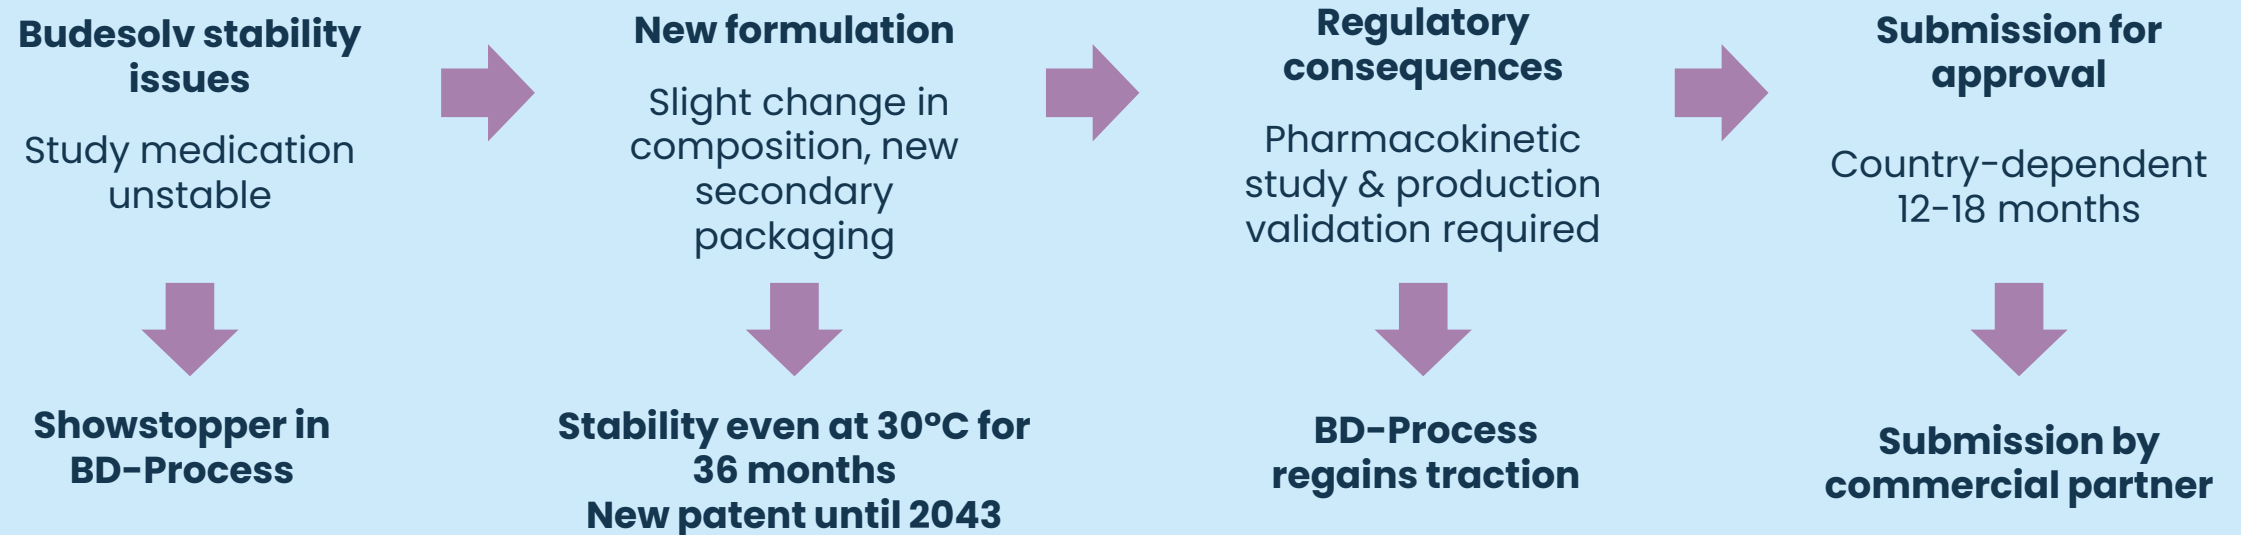 Budesolv stability
issues
Study medication
unstable
Showstopper in
BD-Process
New formulation
Slight change in
composition, new
secondary
packaging
Stability even at 30°C for
36 months
New patent until 2043
Regulatory
consequences
Pharmacokinetic
study & production
validation required
BD-Process
regains traction
Submission for
approval
Country-dependent
12-18 months
Submission by
commercial partner